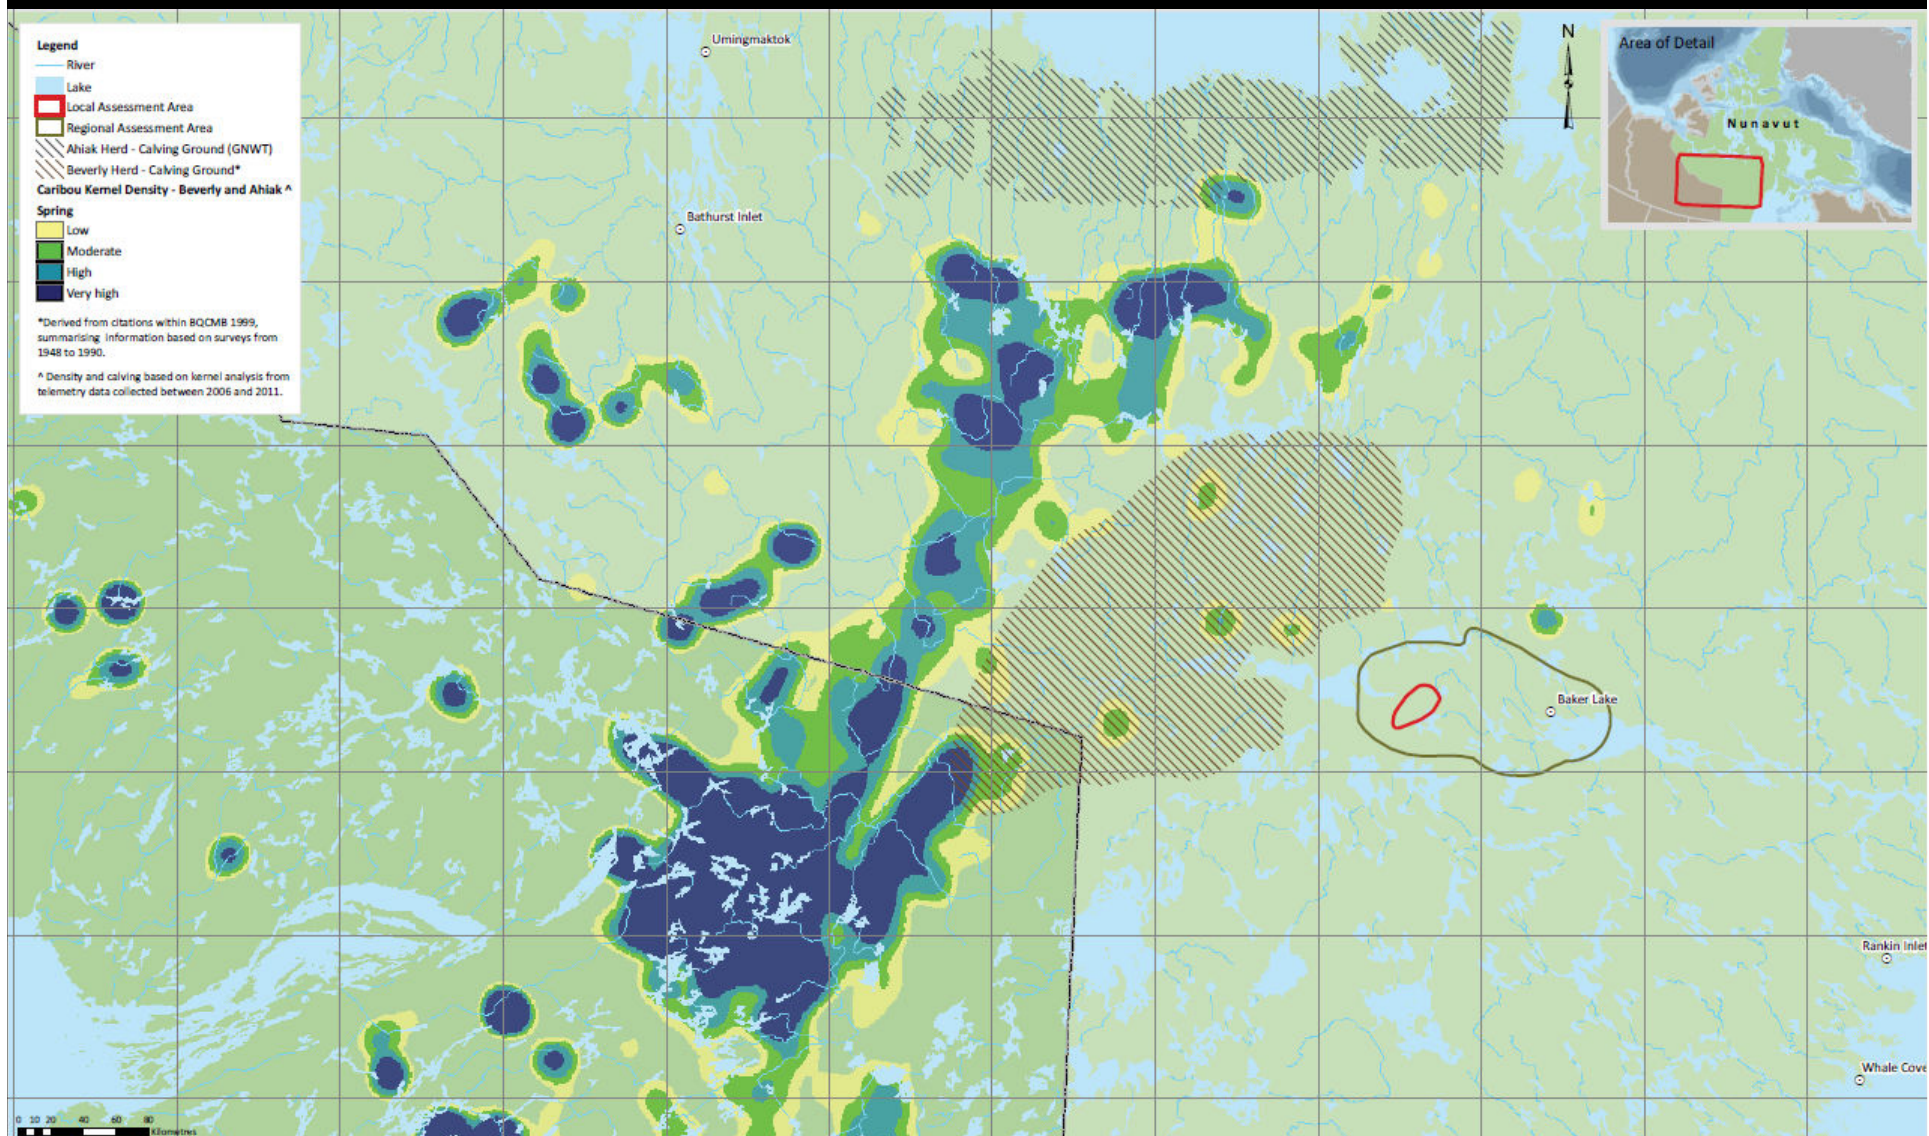 Legend
River
Lake
Local Assessment Area
Regional Assessment Area
Ahiak Herd - Calving Ground (GNWT)
Beverly Herd - Calving Ground*
Caribou Kernel Density - Beverly and Ahiak ^
Spring
Low
Moderate
High
Very high
*Derived from citations within BQCMB 1999,
summarising information based on surveys from
1948 to 1990.
^ Density and calving based on kernel analysis from
telemetry data collected between 2006 and 2011.
Umingmaktok
Bathurst Inlet
N
Area of Detail
Nunavut
Baker Lake
Rankin Inlet
Whale Cove
0 10 20 40 60 80
Kilometres